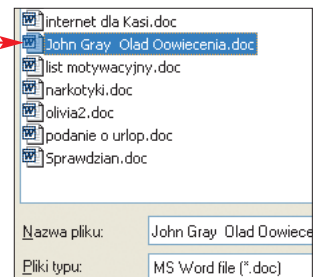 internet dla Kasi.doc
John Gray Olad Oowiecenia.doc
list motywacyjny.doc
narkotyki.doc
olivia2.doc
podanie o urlop.doc
Sprawdzian.doc
Nazwa pliku: John Gray Olad Oowiece
Pliki typu: MS Word file (*.doc)